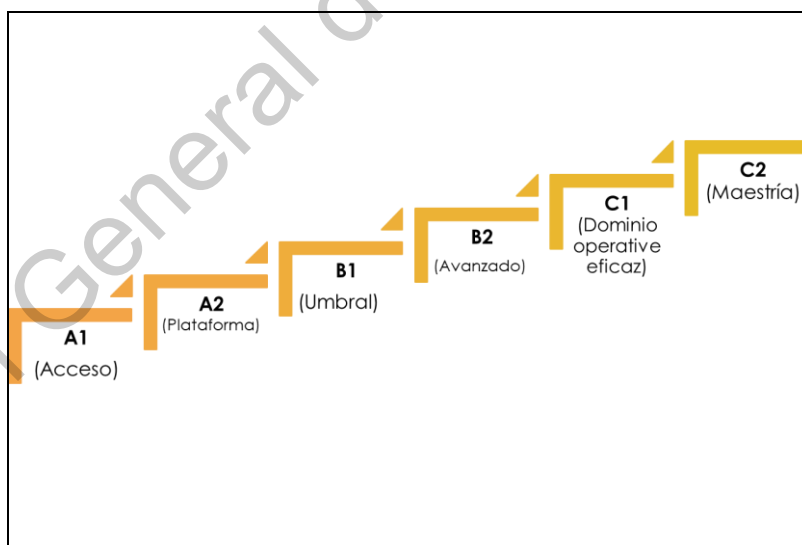 General d
A1
(Acceso)
A2
(Plataforma)
B1
(Umbral)
B2
(Avanzado)
C1
(Dominio
operative
eficaz)
C2
(Maestría)